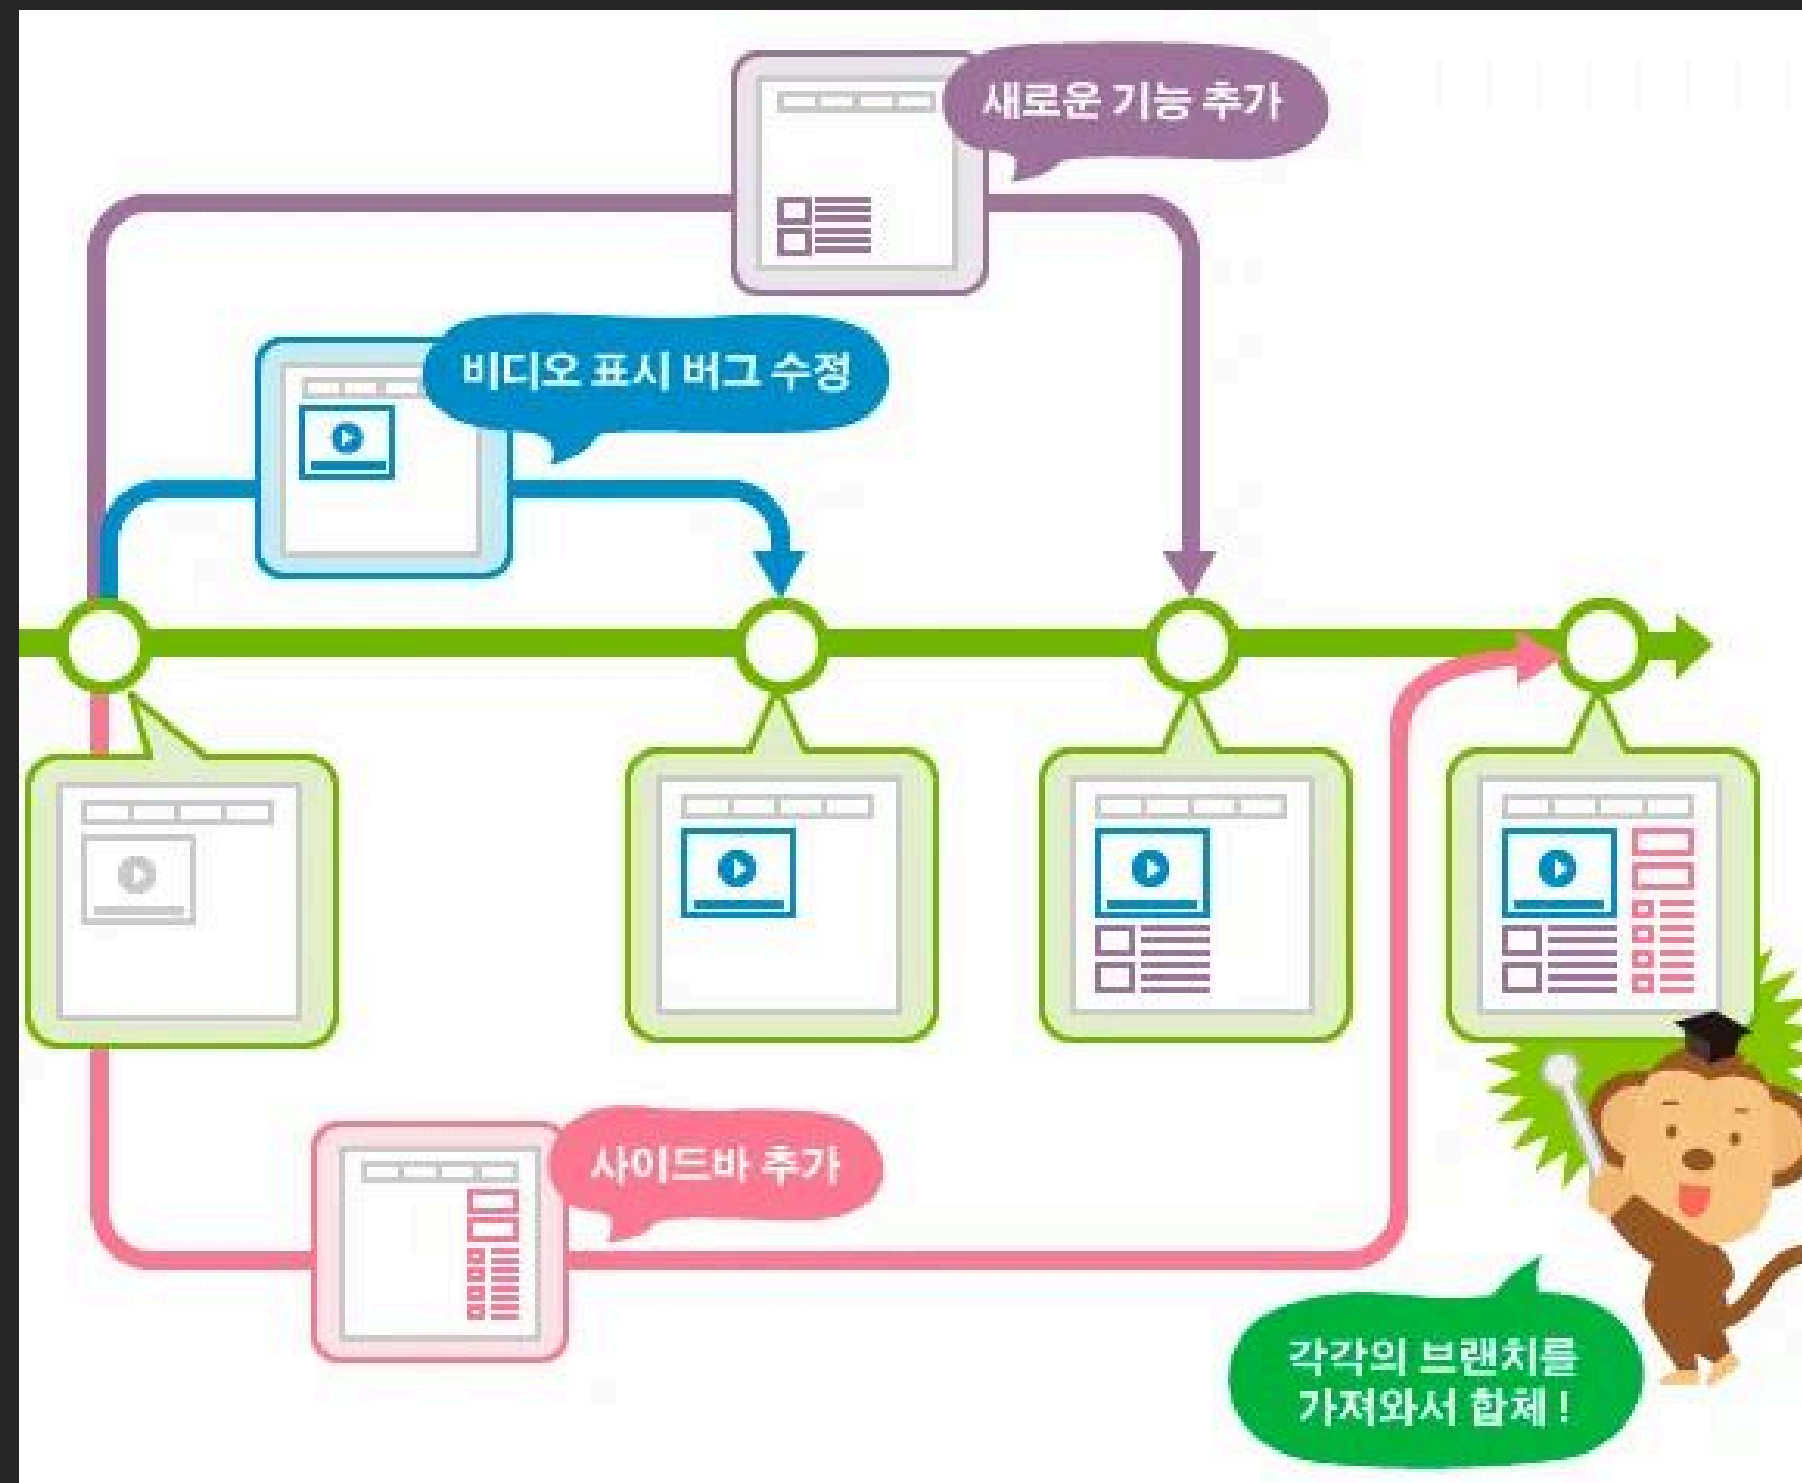 새로운 기능 추가
비디오 표시 버그 수정
사이드바 추가
각각의 브랜치를
가져와서 합체 !